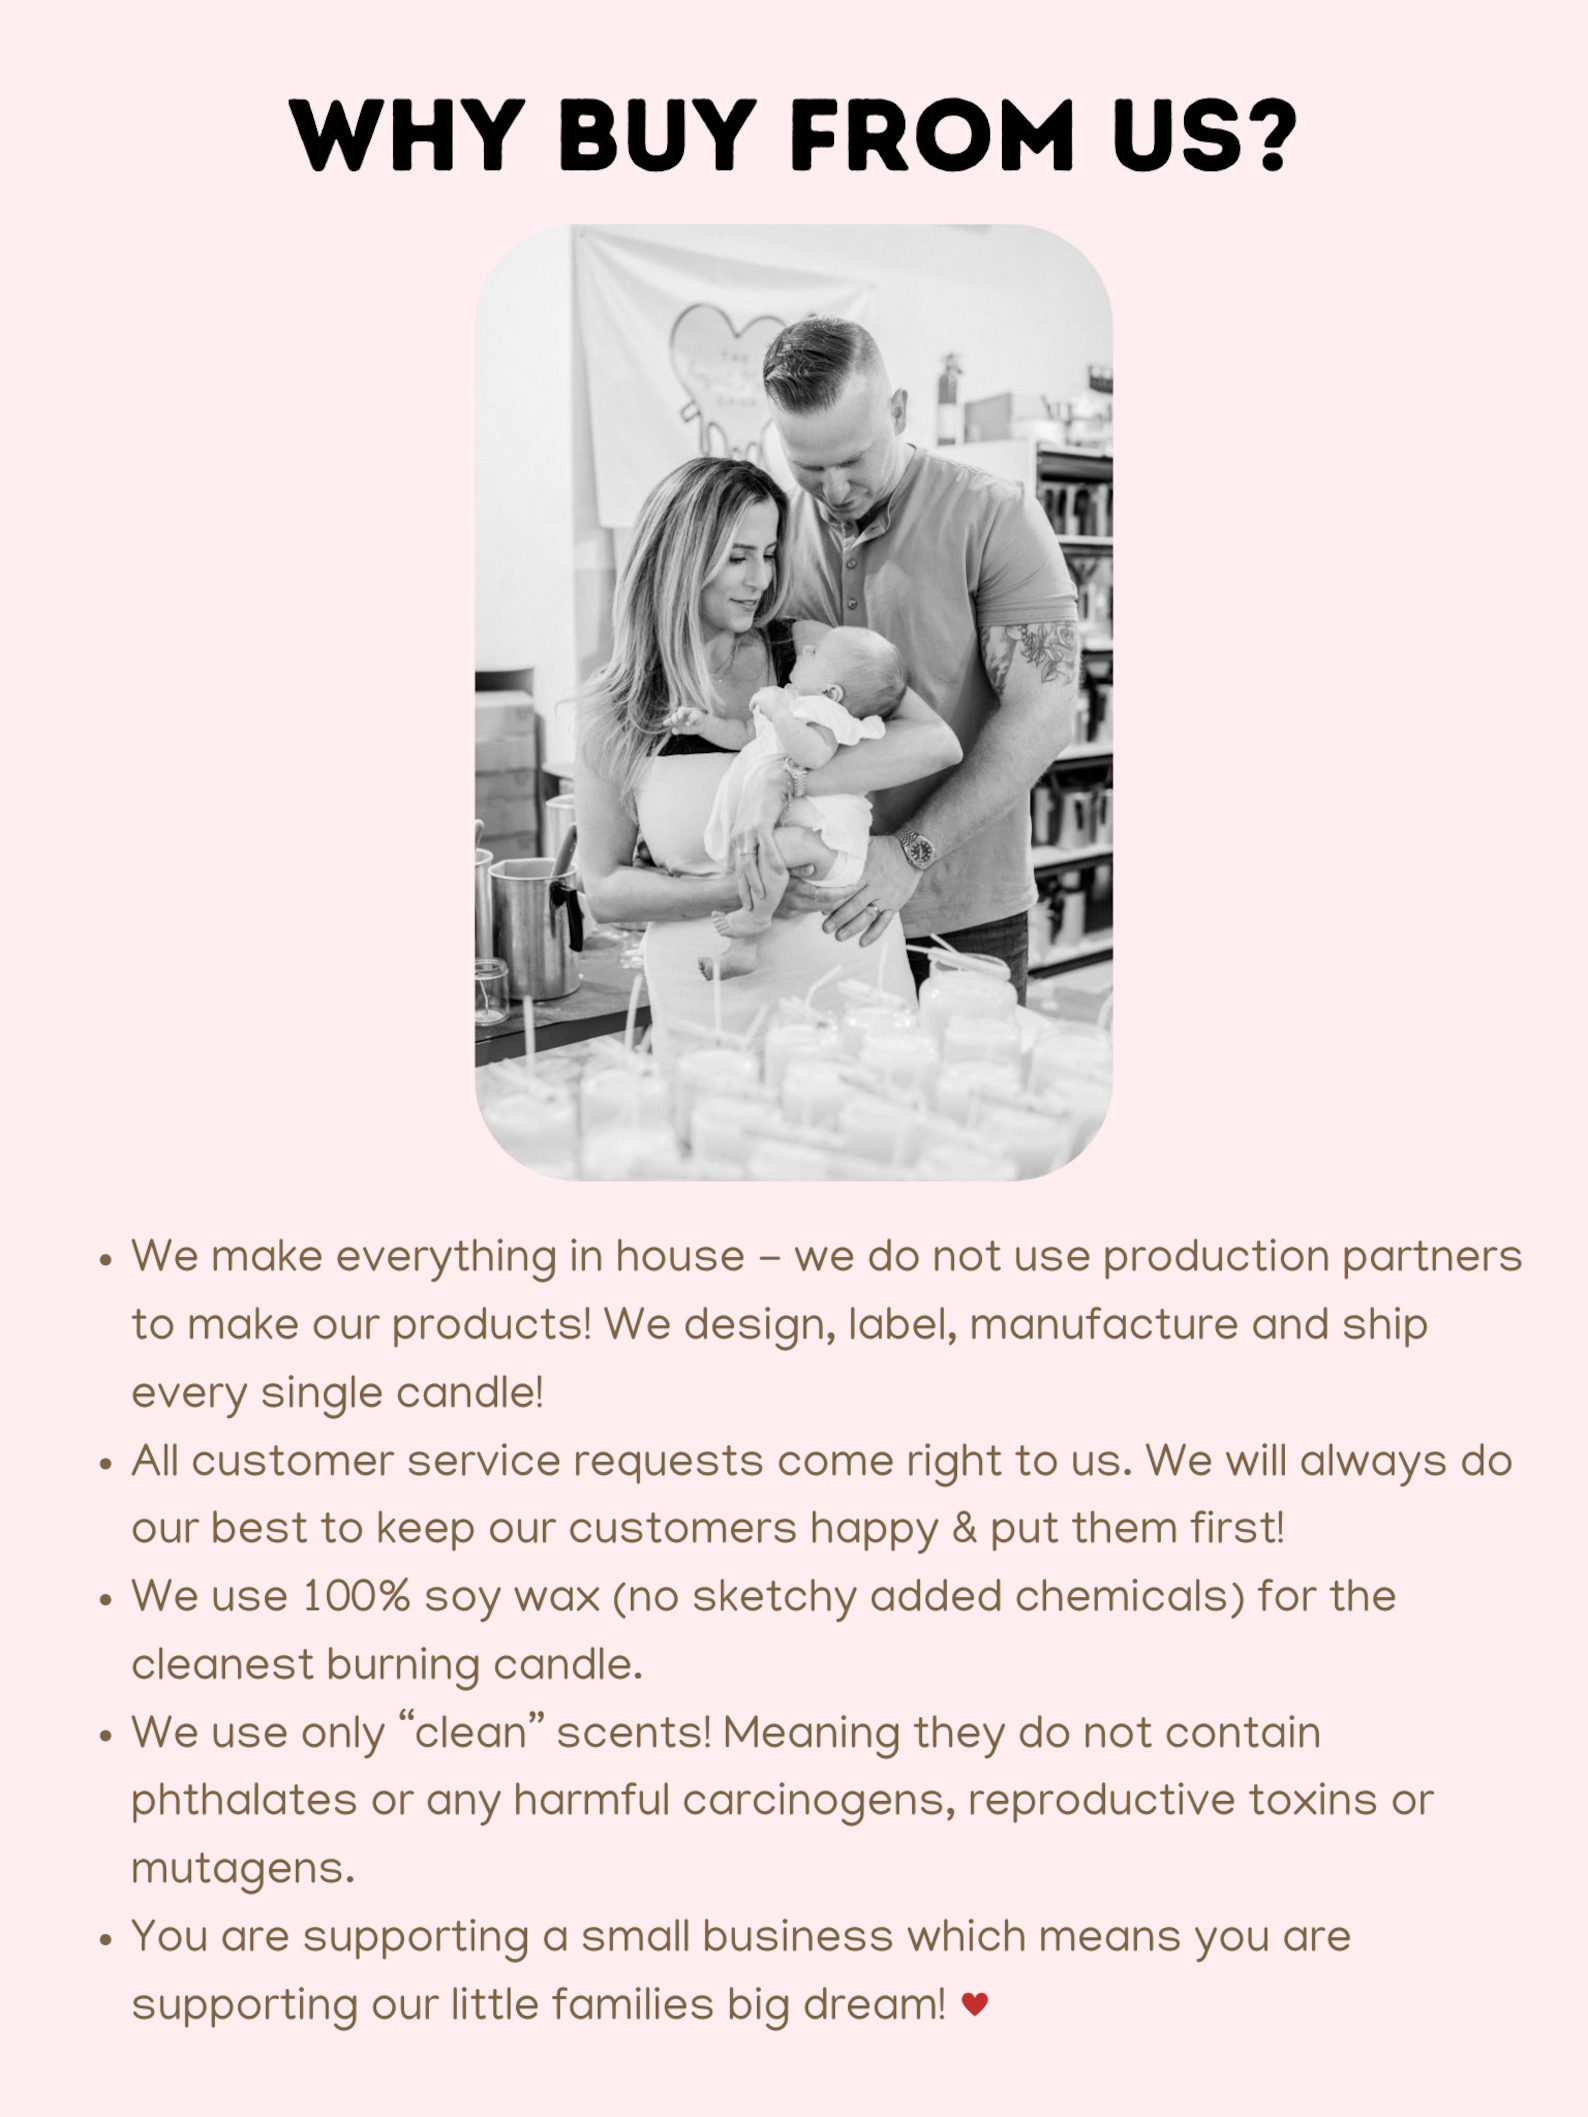 WHY BUY FROM US?
• We make everything in house – we do not use production partners
to make our products! We design, label, manufacture and ship
every single candle!
• All customer service requests come right to us. We will always do
our best to keep our customers happy & put them first!
• We use 100% soy wax (no sketchy added chemicals) for the
cleanest burning candle.
• We use only “clean” scents! Meaning they do not contain
phthalates or any harmful carcinogens, reproductive toxins or
mutagens.
• You are supporting a small business which means you are
supporting our little families big dream! ♥